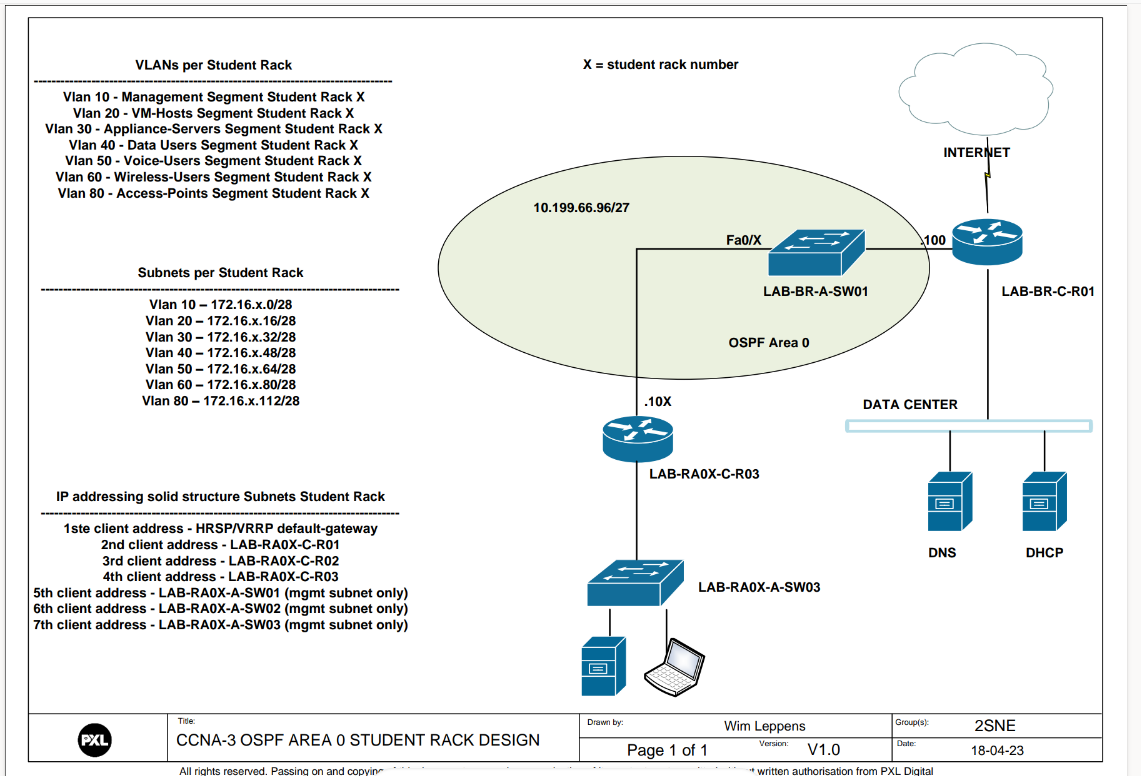 VLANs per Student Rack
Vlan 10 - Management Segment Student Rack X
Vlan 20 - VM-Hosts Segment Student Rack X
Vlan 30 - Appliance-Servers Segment Student Rack X
Vlan 40 - Data Users Segment Student Rack X
Vlan 50 - Voice-Users Segment Student Rack X
Vlan 60 - Wireless-Users Segment Student Rack X
Vlan 80 - Access-Points Segment Student Rack X
Subnets per Student Rack
Vlan 10 – 172.16.x.0/28
Vlan 20 – 172.16.x.16/28
Vlan 30 – 172.16.x.32/28
Vlan 40 – 172.16.x.48/28
Vlan 50 – 172.16.x.64/28
Vlan 60 – 172.16.x.80/28
Vlan 80 – 172.16.x.112/28
IP addressing solid structure Subnets Student Rack
1ste client address - HRSP/VRRP default-gateway
2nd client address - LAB-RA0X-C-R01
3rd client address - LAB-RA0X-C-R02
4th client address - LAB-RA0X-C-R03
5th client address - LAB-RA0X-A-SW01 (mgmt subnet only)
6th client address - LAB-RA0X-A-SW02 (mgmt subnet only)
7th client address - LAB-RA0X-A-SW03 (mgmt subnet only)
X = student rack number
INTERNET
10.199.66.96/27
Fa0/X
.100
LAB-BR-A-SW01
LAB-BR-C-R01
OSPF Area 0
.10X
DATA CENTER
LAB-RA0X-C-R03
DNS
DHCP
LAB-RA0X-A-SW03
PXL
Title:
CCNA-3 OSPF AREA 0 STUDENT RACK DESIGN
Drawn by:
Wim Leppens
Group(s):
2SNE
Page 1 of 1
Version:
V1.0
Date:
18-04-23
All rights reserved. Passing on and copying written authorisation from PXL Digital